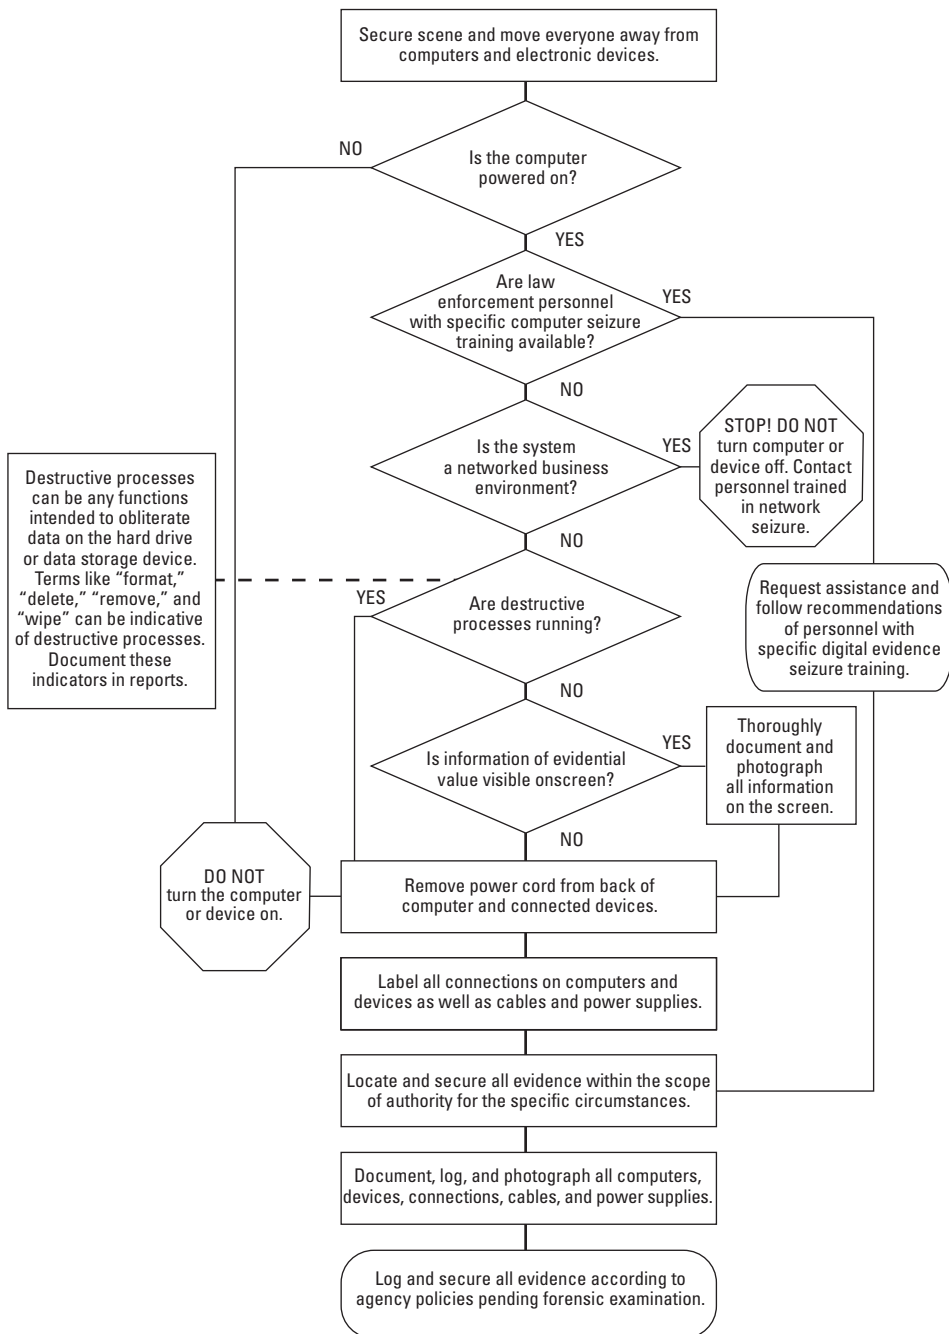 Secure scene and move everyone away from
computers and electronic devices.
NO
Is the computer
powered on?
YES
Are law
enforcement personnel
with specific computer seizure
training available?
YES
NO
Is the system
a networked business
environment?
YES
STOP! DO NOT
turn computer or
device off. Contact
personnel trained
in network
seizure.
NO
Destructive processes
can be any functions
intended to obliterate
data on the hard drive
or data storage device.
Terms like “format,”
“delete,” “remove,” and
“wipe” can be indicative
of destructive processes.
Document these
indicators in reports.
YES
Are destructive
processes running?
Request assistance and
follow recommendations
of personnel with
specific digital evidence
seizure training.
NO
Is information of evidential
value visible onscreen?
YES
Thoroughly
document and
photograph
all information
on the screen.
NO
DO NOT
turn the computer
or device on.
Remove power cord from back of
computer and connected devices.
Label all connections on computers and
devices as well as cables and power supplies.
Locate and secure all evidence within the scope
of authority for the specific circumstances.
Document, log, and photograph all computers,
devices, connections, cables, and power supplies.
Log and secure all evidence according to
agency policies pending forensic examination.